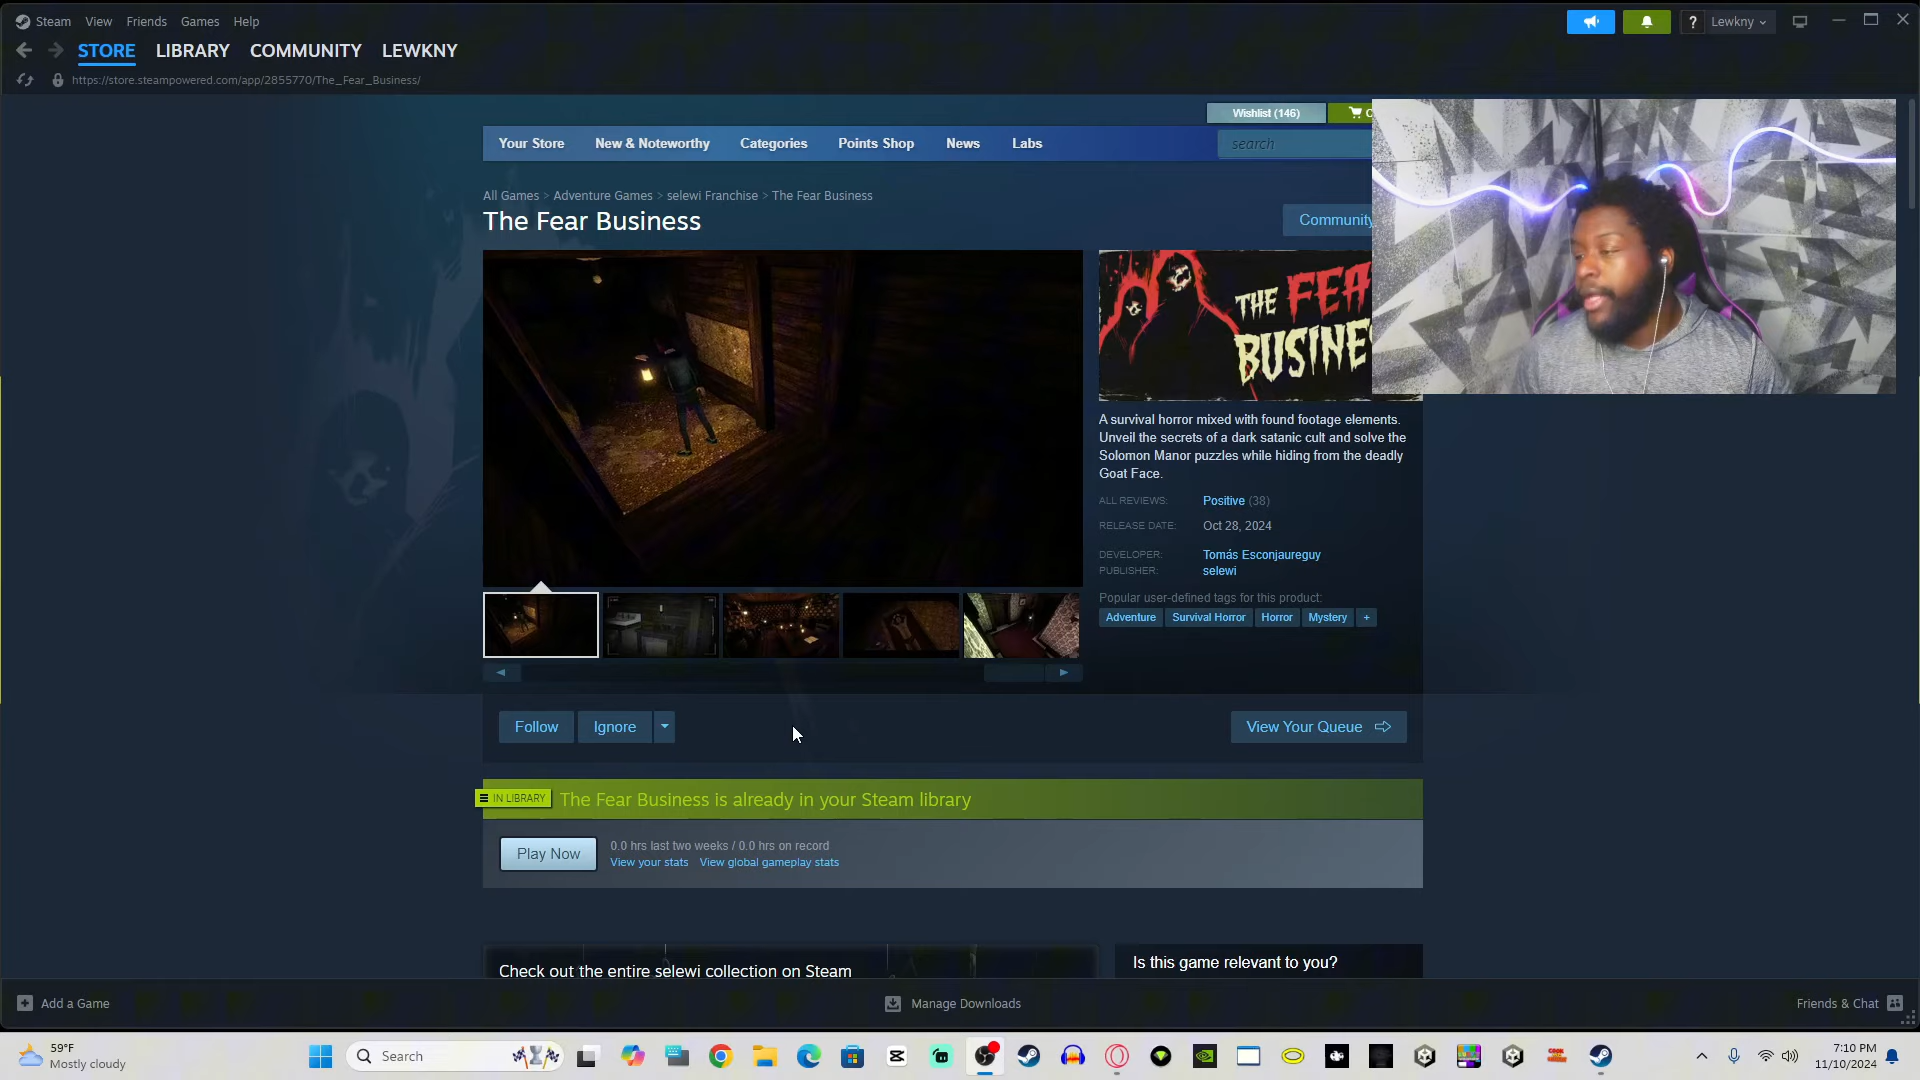 Steam View Friends Games Help
Lewkny
STORE LIBRARY COMMUNITY LEWKNY
https://store.steampowered.com/app/2855770/The_Fear_Business/
Wishlist (146)
Your Store New & Noteworthy Categories Points Shop News Labs
search
All Games > Adventure Games > selewi Franchise > The Fear Business
The Fear Business
Community
THE FEA
BUSINE
A survival horror mixed with found footage elements.
Unveil the secrets of a dark satanic cult and solve the
Solomon Manor puzzles while hiding from the deadly
Goat Face.
ALL REVIEWS: Positive (38)
RELEASE DATE: Oct 28, 2024
DEVELOPER: Tomás Esconjaureguy
PUBLISHER: selewi
Popular user-defined tags for this product:
Adventure Survival Horror Horror Mystery +
Follow Ignore
View Your Queue
IN LIBRARY The Fear Business is already in your Steam library
Play Now
0.0 hrs last two weeks / 0.0 hrs on record
View your stats View global gameplay stats
Check out the entire selewi collection on Steam
Is this game relevant to you?
Add a Game
Manage Downloads
Friends & Chat
59°F
Mostly cloudy
Search
7:10 PM
11/10/2024